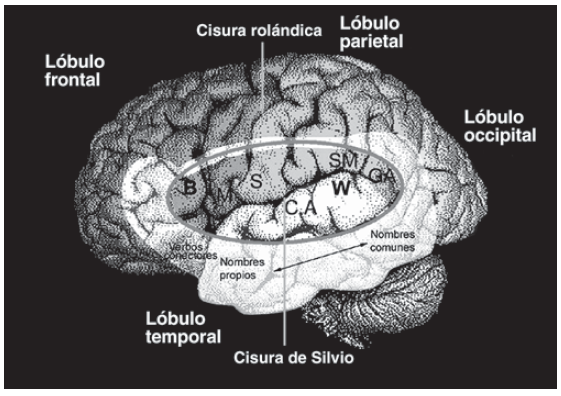 Cisura rolándica
Lóbulo
parietal
Lóbulo
frontal
Lóbulo
occipital
SM
GA
B
M
S
W
C.A
Verbos
conectores
Nombres
propios
Nombres
comunes
Lóbulo
temporal
Cisura de Silvio